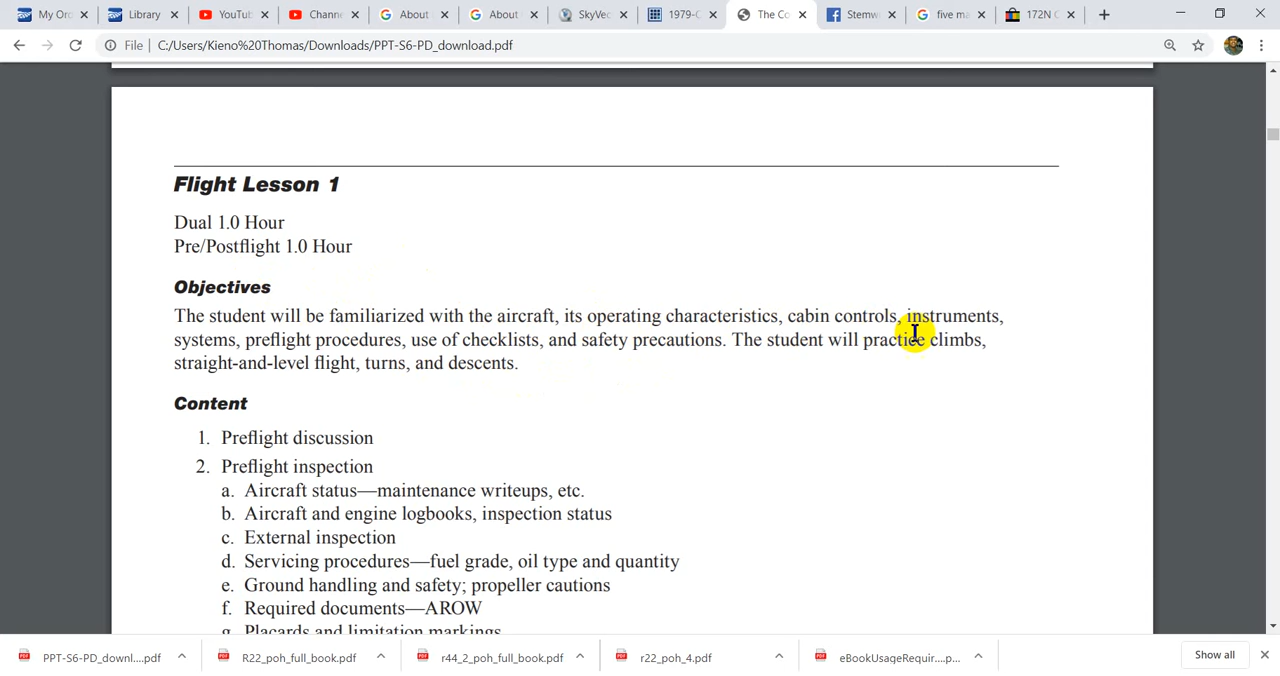 My Or
Library
YouTu
Chann
About
About
SkyVec
1979-C
The Co
Stemw
five ma
172N C
File
C:/Users/Kieno%20Thomas/Downloads/PPT-S6-PD_download.pdf
Flight Lesson 1
Dual 1.0 Hour
Pre/Postflight 1.0 Hour
Objectives
The student will be familiarized with the aircraft, its operating characteristics, cabin controls, instruments,
systems, preflight procedures, use of checklists, and safety precautions. The student will practice climbs,
straight-and-level flight, turns, and descents.
Content
1. Preflight discussion
2. Preflight inspection
a. Aircraft status—maintenance writeups, etc.
b. Aircraft and engine logbooks, inspection status
c. External inspection
d. Servicing procedures—fuel grade, oil type and quantity
e. Ground handling and safety; propeller cautions
f. Required documents—AROW
g. Placards and limitation markings
PPT-S6-PD_downl....pdf
R22_poh_full_book.pdf
r44_2_poh_full_book.pdf
r22_poh_4.pdf
eBookUsageRequir....p...
Show all